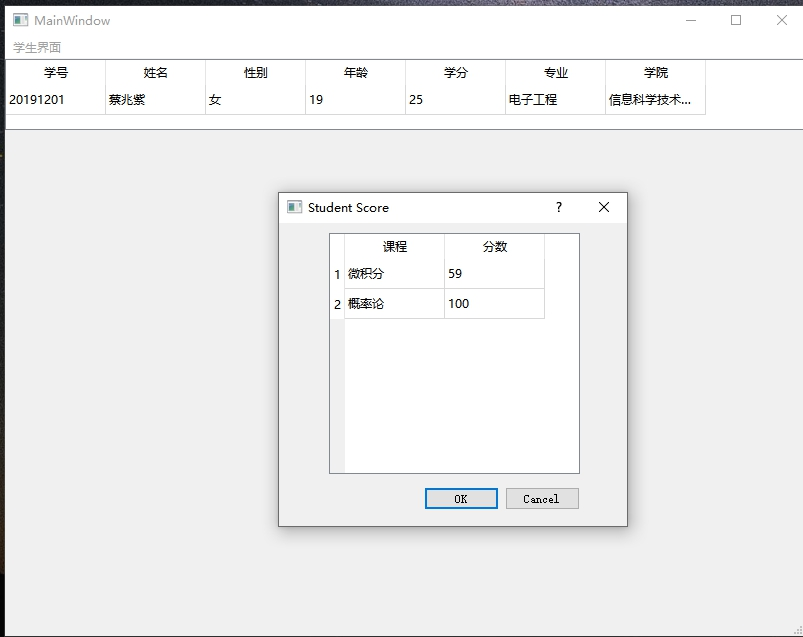 MainWindow
学生界面
学号 姓名 性别 年龄 学分 专业 学院
20191201 蔡兆紫 女 19 25 电子工程 信息科学技术...
Student Score ?
课程 分数
1 微积分 59
2 概率论 100
OK Cancel